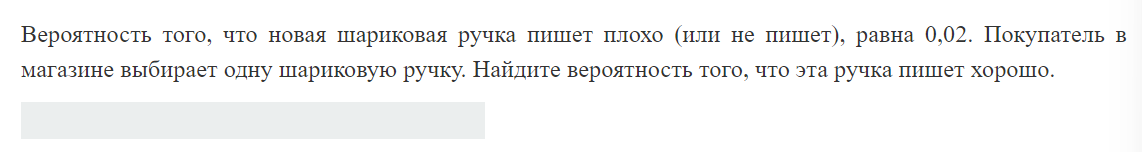 Вероятность того, что новая шариковая ручка пишет плохо (или не пишет), равна 0,02. Покупатель в
магазине выбирает одну шариковую ручку. Найдите вероятность того, что эта ручка пишет хорошо.